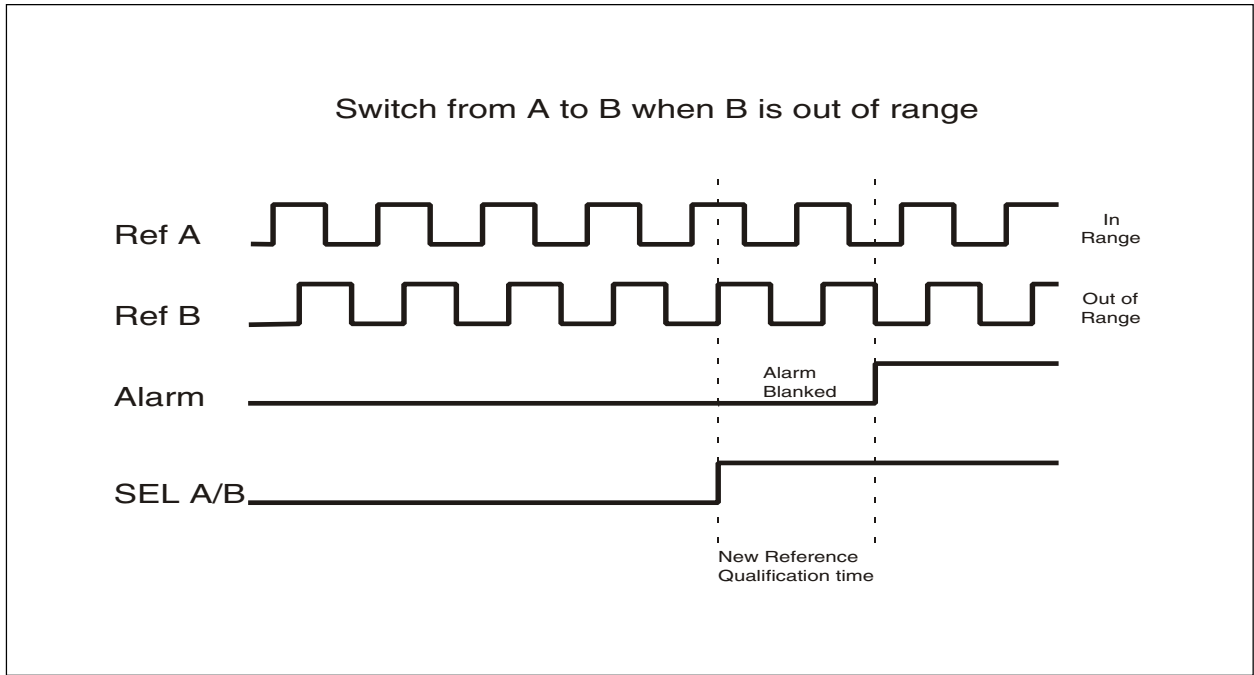 Switch from A to B when B is out of range
Ref A
In
Range
Ref B
Out of
Range
Alarm
Alarm
Blanked
SEL A/B
New Reference
Qualification time